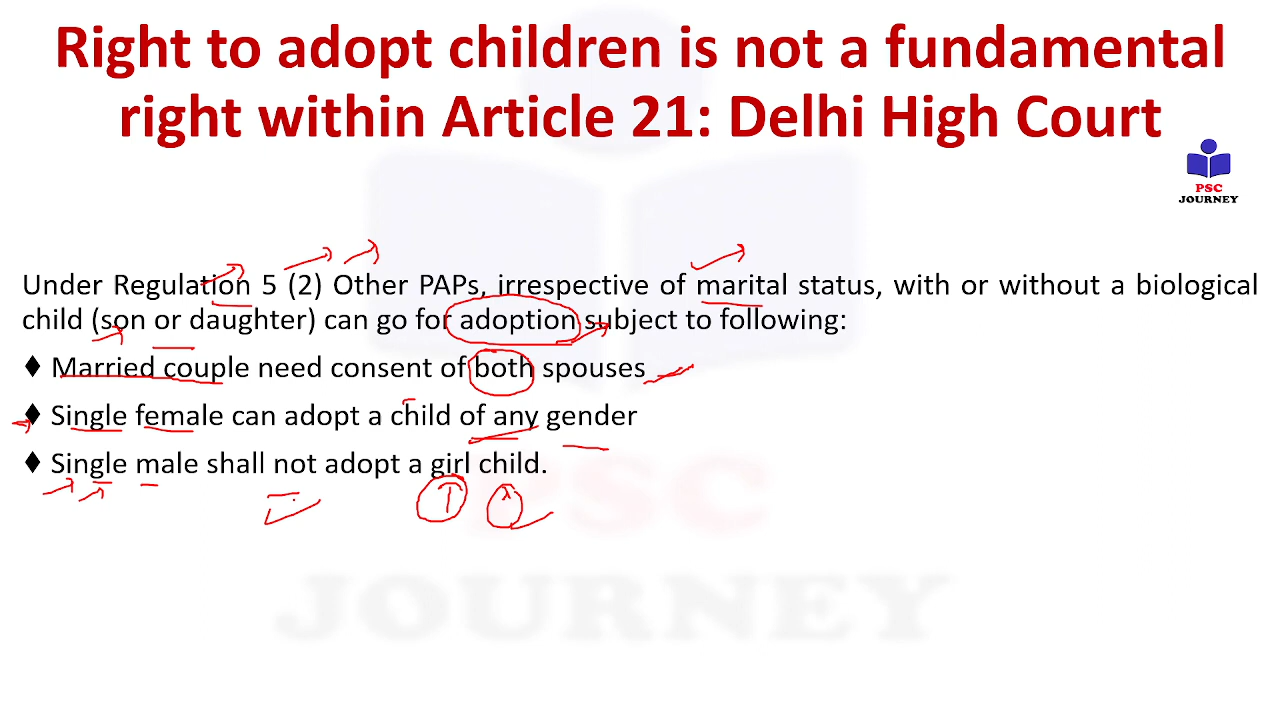 Right to adopt children is not a fundamental
right within Article 21: Delhi High Court
PSC
JOURNEY
Under Regulation 5 (2) Other PAPs, irrespective of marital status, with or without a biological
child (son or daughter) can go for adoption subject to following:
♦ Married couple need consent of both spouses
♦ Single female can adopt a child of any gender
♦ Single male shall not adopt a girl child.
PSC
JOURNEY